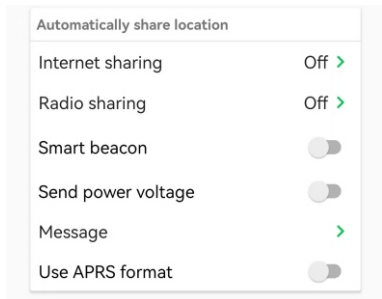 Automatically share location
Internet sharing Off
Radio sharing Off
Smart beacon
Send power voltage
Message
Use APRS format